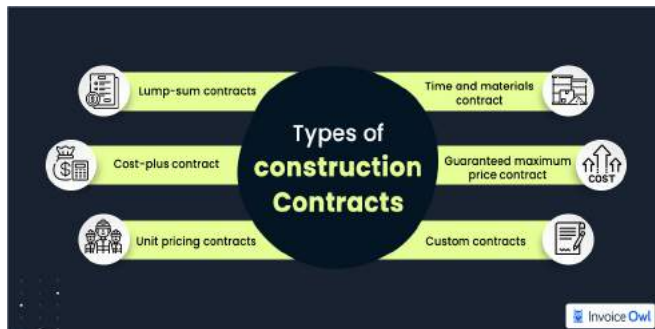 Types of
construction
Contracts
Lump-sum contracts
Cost-plus contract
Unit pricing contracts
Time and materials
contract
Guaranteed maximum
price contract
COST
Custom contracts
Invoice Owl